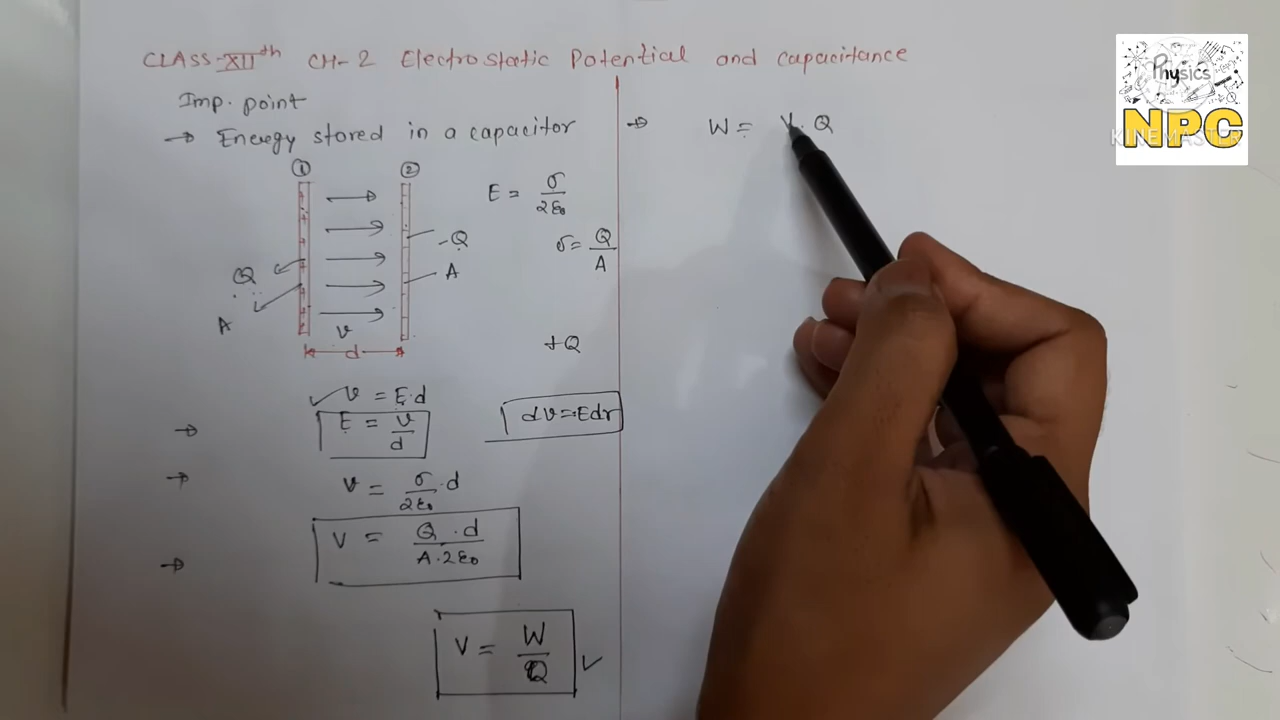 CLASS-XIIth CH-2 Electrostatic Potential and capacitance
Imp. point
→ Energy stored in a capacitor
① ②
E = σ/2ε₀
-Q
σ = Q/A
Q
A
A
v
d
+Q
v = E.d
dv=Edr
→ E = v/d
→ v = σ/2ε₀ .d
→ V = Q.d/A.2ε₀
V = W/Q ✓
→ W = V.Q
Physics
NPC
KINEMASTER